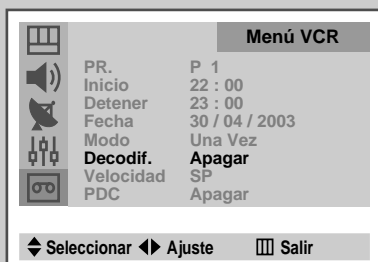 Menú VCR
PR. P 1
Inicio 22 : 00
Detener 23 : 00
Fecha 30 / 04 / 2003
Modo Una Vez
Decodif. Apagar
Velocidad SP
PDC Apagar
Seleccionar Ajuste Salir